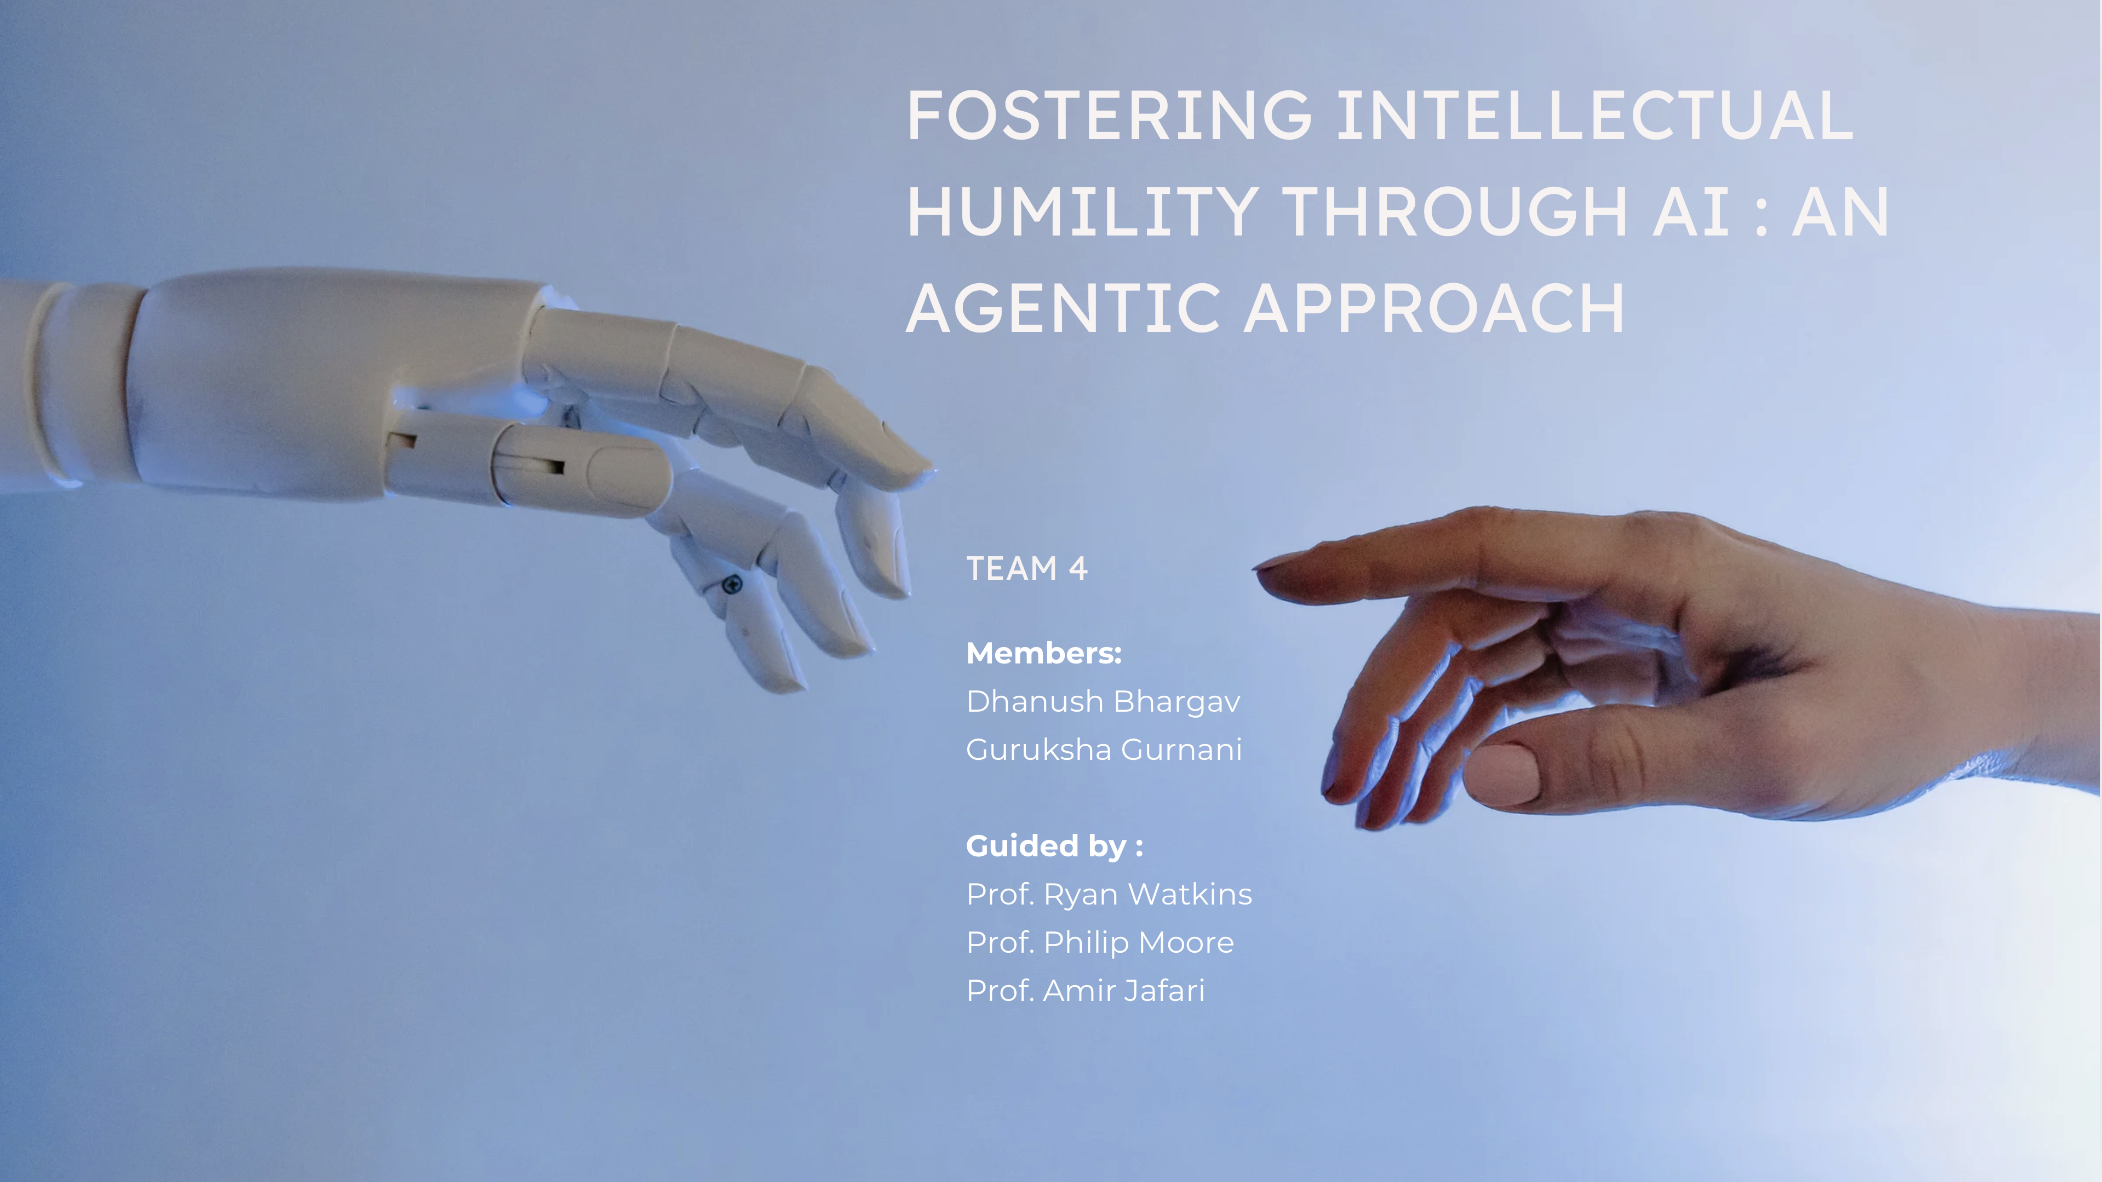 FOSTERING INTELLECTUAL
HUMILITY THROUGH AI : AN
AGENTIC APPROACH
TEAM 4
Members:
Dhanush Bhargav
Guruksha Gurnani
Guided by :
Prof. Ryan Watkins
Prof. Philip Moore
Prof. Amir Jafari